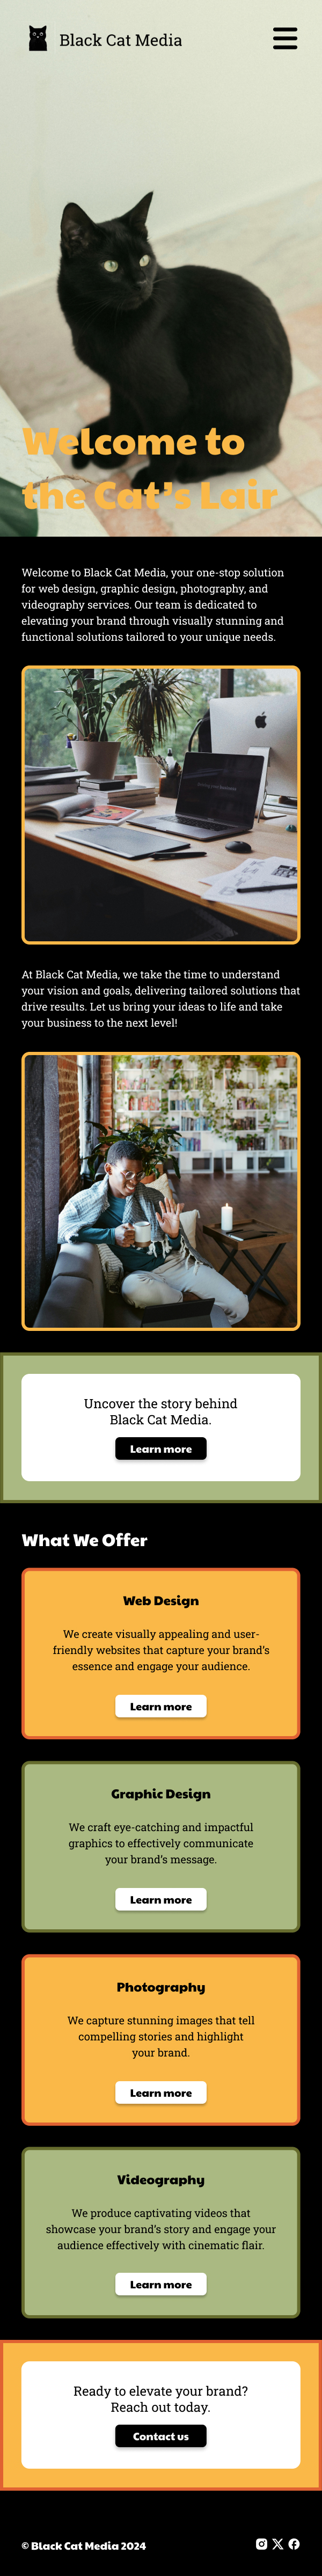 Black Cat Media
Welcome to
the Cat's Lair
Welcome to Black Cat Media, your one-stop solution
for web design, graphic design, photography, and
videography services. Our team is dedicated to
elevating your brand through visually stunning and
functional solutions tailored to your unique needs.
At Black Cat Media, we take the time to understand
your vision and goals, delivering tailored solutions that
drive results. Let us bring your ideas to life and take
your business to the next level!
Uncover the story behind
Black Cat Media.
Learn more
What We Offer
Web Design
We create visually appealing and user-
friendly websites that capture your brand's
essence and engage your audience.
Learn more
Graphic Design
We craft eye-catching and impactful
graphics to effectively communicate
your brand's message.
Learn more
Photography
We capture stunning images that tell
compelling stories and highlight
your brand.
Learn more
Videography
We produce captivating videos that
showcase your brand's story and engage your
audience effectively with cinematic flair.
Learn more
Ready to elevate your brand?
Reach out today.
Contact us
© Black Cat Media 2024